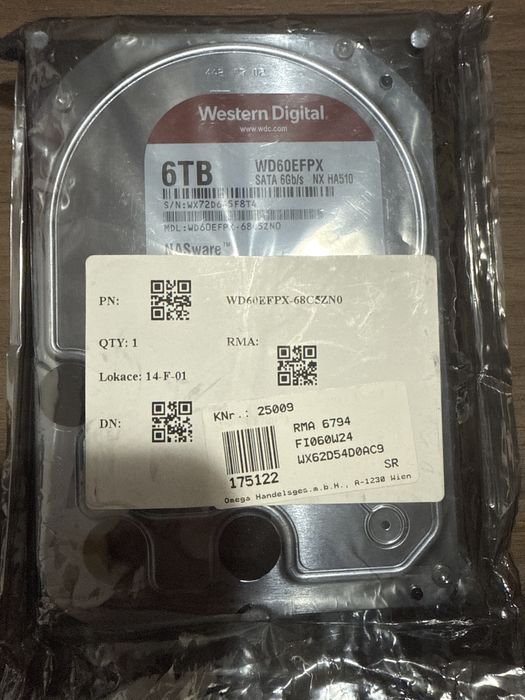 Western Digital
www.wdc.com
6TB
WD60EFPX
SATA 6Gb/s NX HA510
MDL: WD60EFPX-68C5ZN0
NASware™
PN:
WD60EFPX-68C5ZN0
QTY: 1
RMA:
Lokace: 14-F-01
DN:
KNr.: 25009
RMA 6794
FI060W24
WX62D54D0AC9
175122
SR
Omega Handelsges.m.b.H., A-1230 Wien